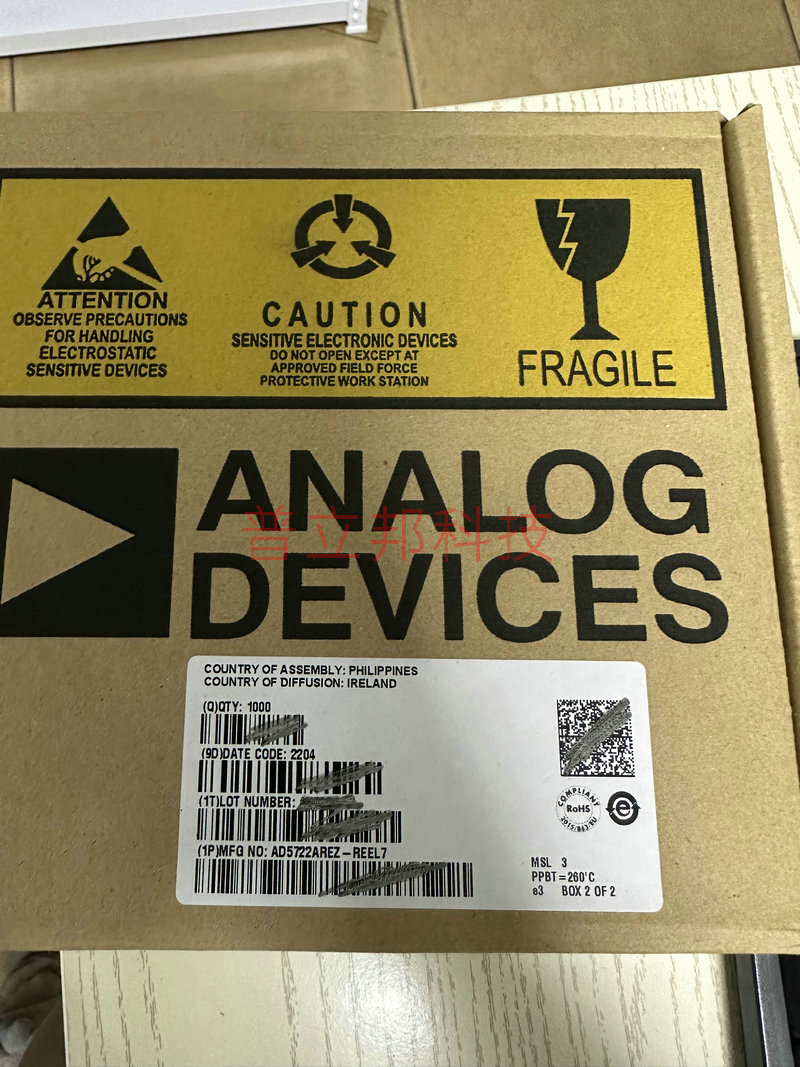 ATTENTION
OBSERVE PRECAUTIONS
FOR HANDLING
ELECTROSTATIC
SENSITIVE DEVICES
CAUTION
SENSITIVE ELECTRONIC DEVICES
DO NOT OPEN EXCEPT AT
APPROVED FIELD FORCE
PROTECTIVE WORK STATION
FRAGILE
ANALOG
DEVICES
普立邦科技
COUNTRY OF ASSEMBLY: PHILIPPINES
COUNTRY OF DIFFUSION: IRELAND
(Q)QTY: 1000
(9D)DATE CODE: 2204
(1T)LOT NUMBER:
(1P)MFG NO: AD5722AREZ-REEL7
COMPLIANT
RoHS
2015/863/EU
e
MSL 3
PPBT=260'C
e3 BOX 2 OF 2